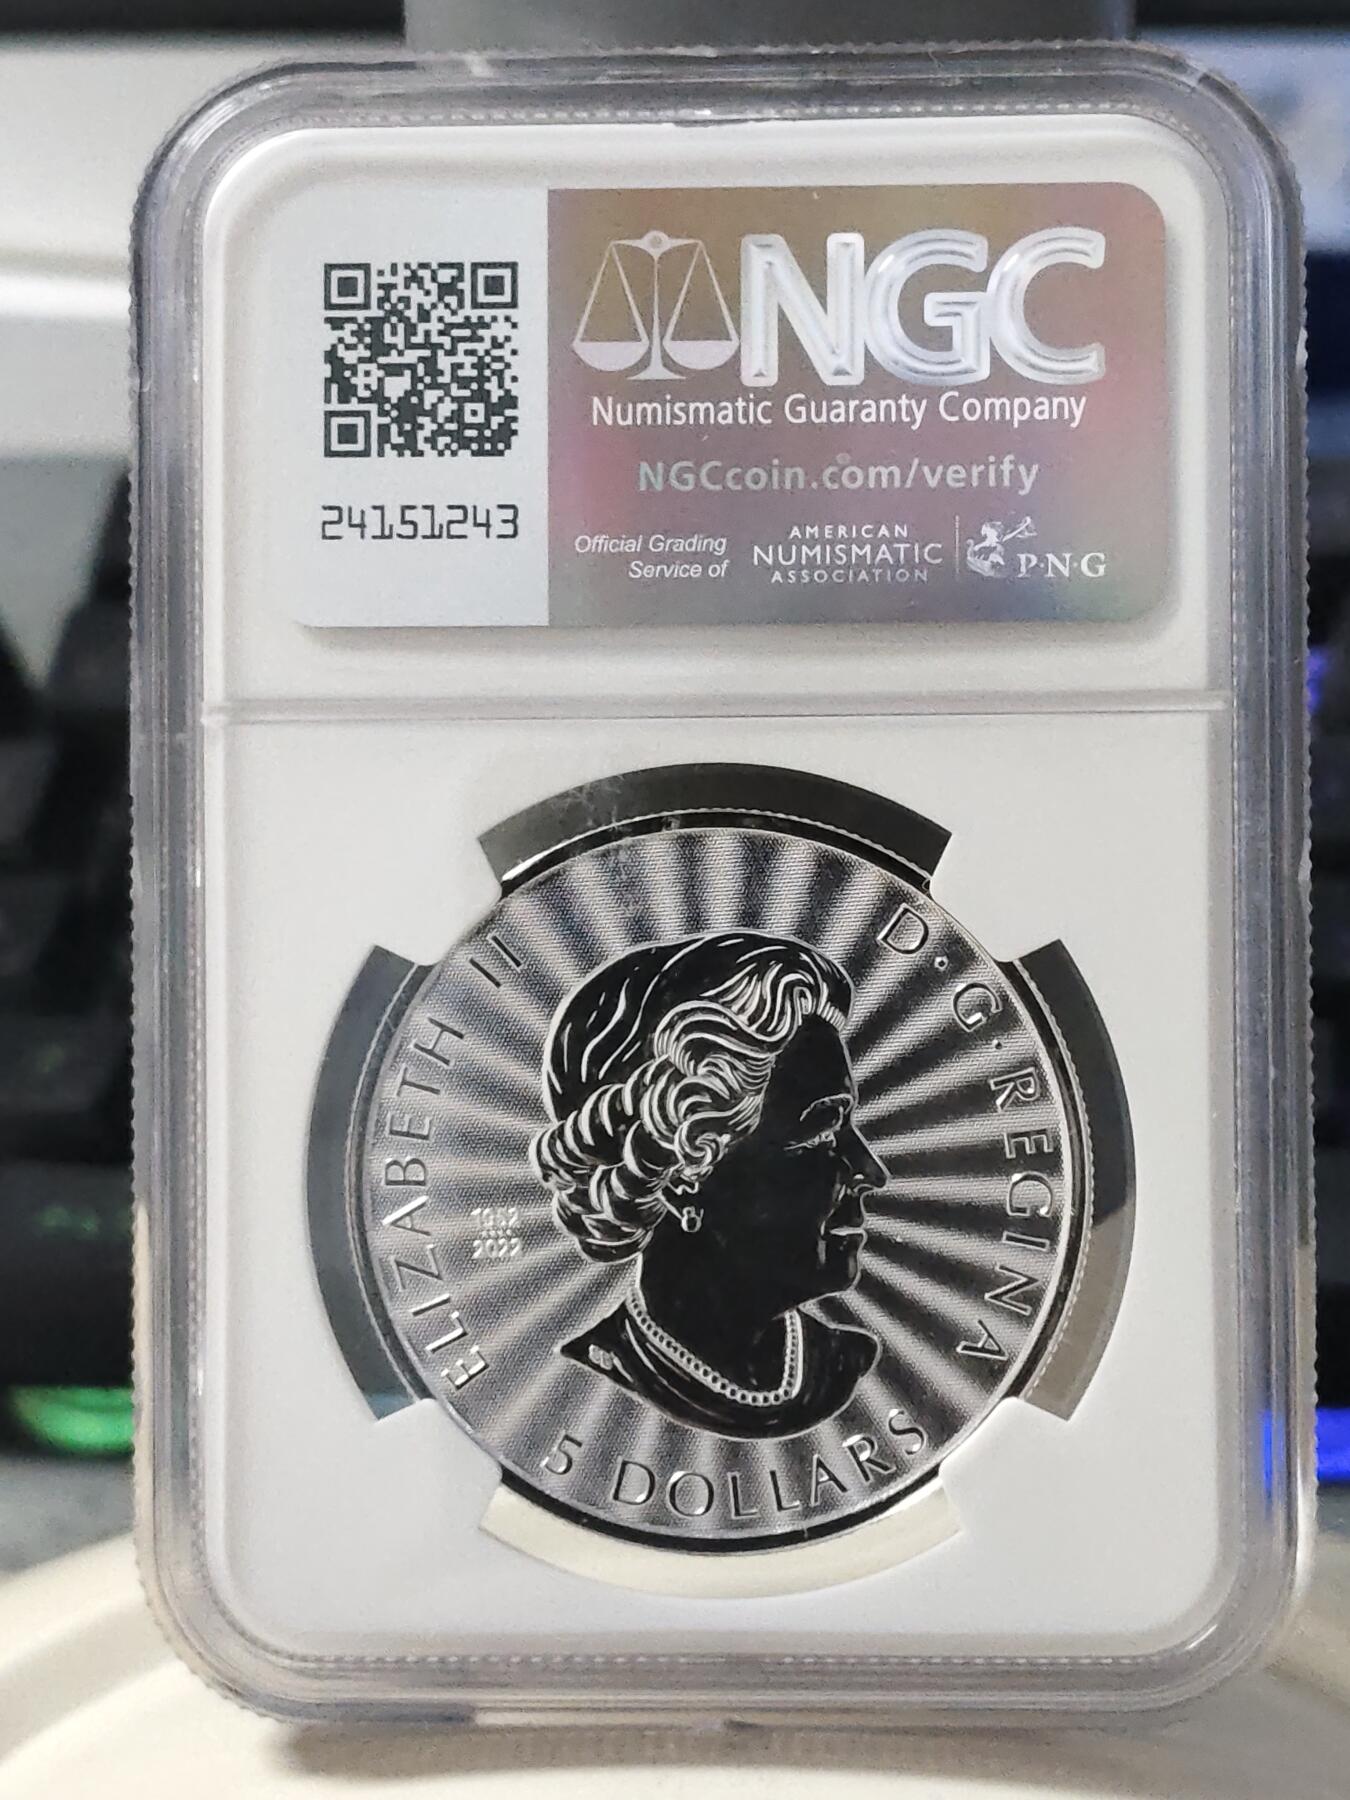 NGC
Numismatic Guaranty Company
NGCcoin.com/verify
24151243
Official Grading
Service of
AMERICAN
NUMISMATIC
ASSOCIATION
P·N·G
ELIZABETH II
D·G·REGINA
2022
5 DOLLARS